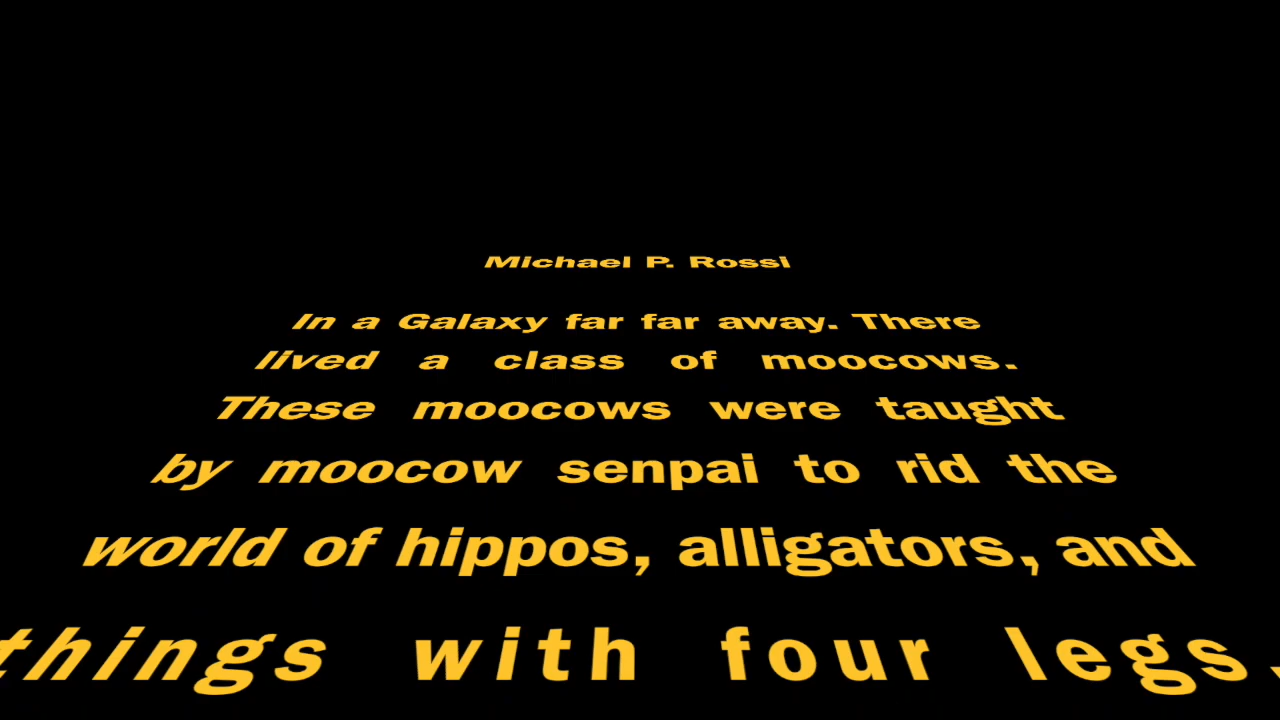 Michael P. Rossi
In a Galaxy far far away. There
lived a class of moocows.
These moocows were taught
by moocow senpai to rid the
world of hippos, alligators, and
things with four legs.